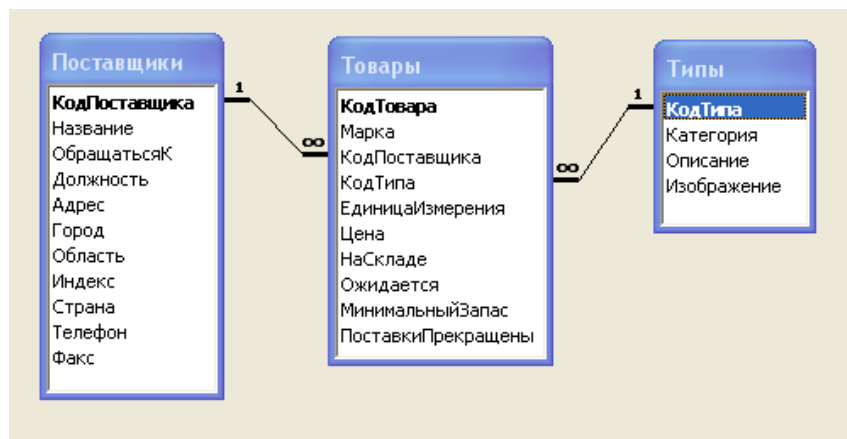 Поставщики
КодПоставщика
Название
ОбращатьсяК
Должность
Адрес
Город
Область
Индекс
Страна
Телефон
Факс
1
∞
Товары
КодТовара
Марка
КодПоставщика
КодТипа
ЕдиницаИзмерения
Цена
НаСкладе
Ожидается
МинимальныйЗапас
ПоставкиПрекращены
∞
1
Типы
КодТипа
Категория
Описание
Изображение